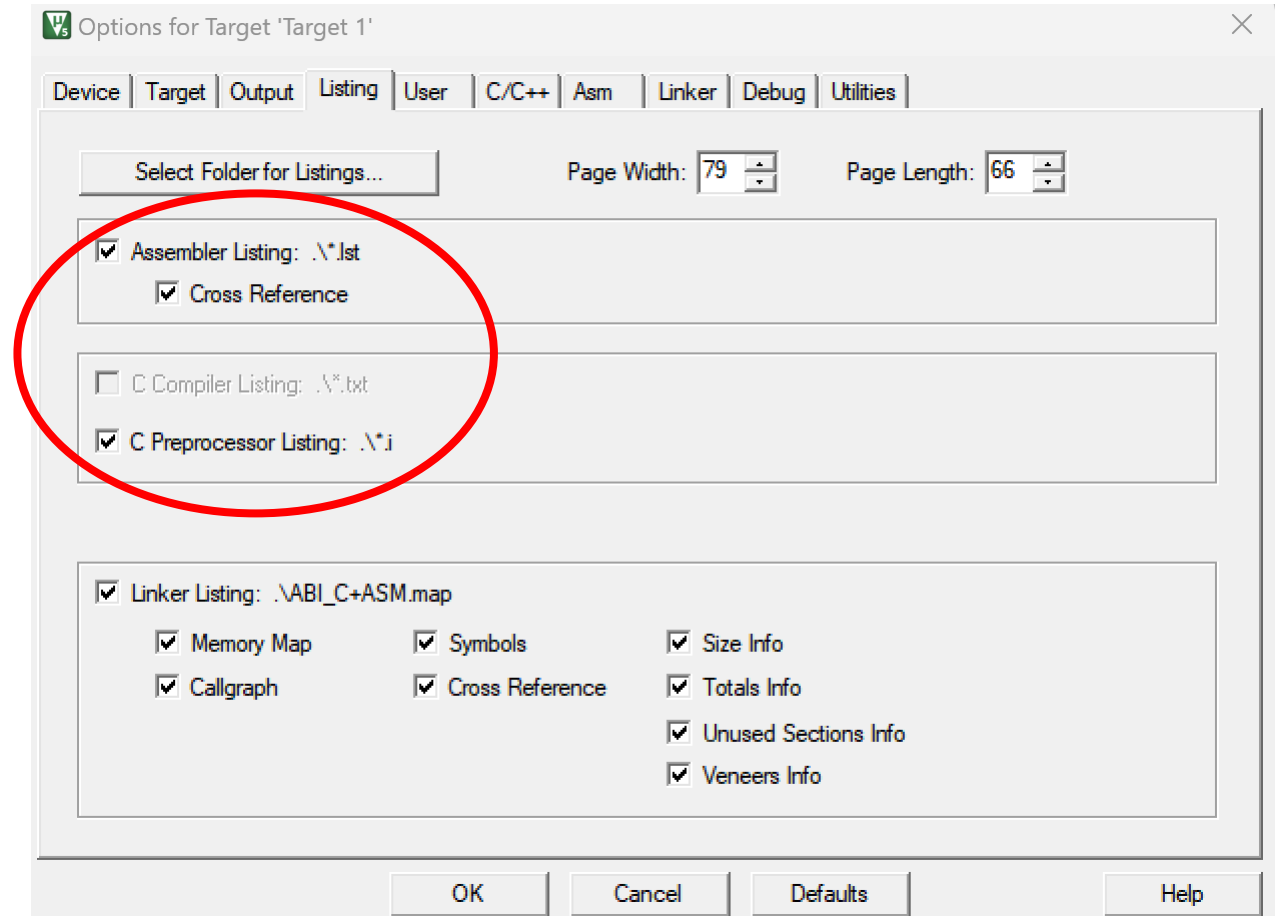 Options for Target 'Target 1'
Device Target Output Listing User C/C++ Asm Linker Debug Utilities
Select Folder for Listings... Page Width: 79 Page Length: 66
Assembler Listing: .\*.lst
Cross Reference
C Compiler Listing: .\*.txt
C Preprocessor Listing: .\*.i
Linker Listing: .\ABI_C+ASM.map
Memory Map Symbols Size Info
Callgraph Cross Reference Totals Info
Unused Sections Info
Veneers Info
OK Cancel Defaults Help